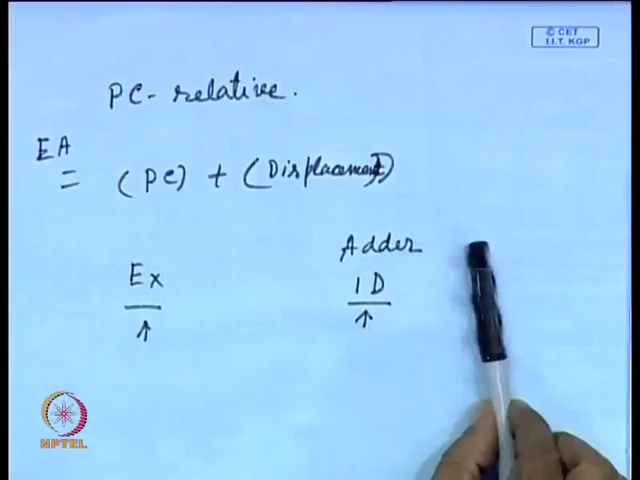 © CET
I.I.T. KGP
PC- relative.
EA
= (PC) + (Displacement)
Adder
Ex ID
↑ ↑
NPTEL